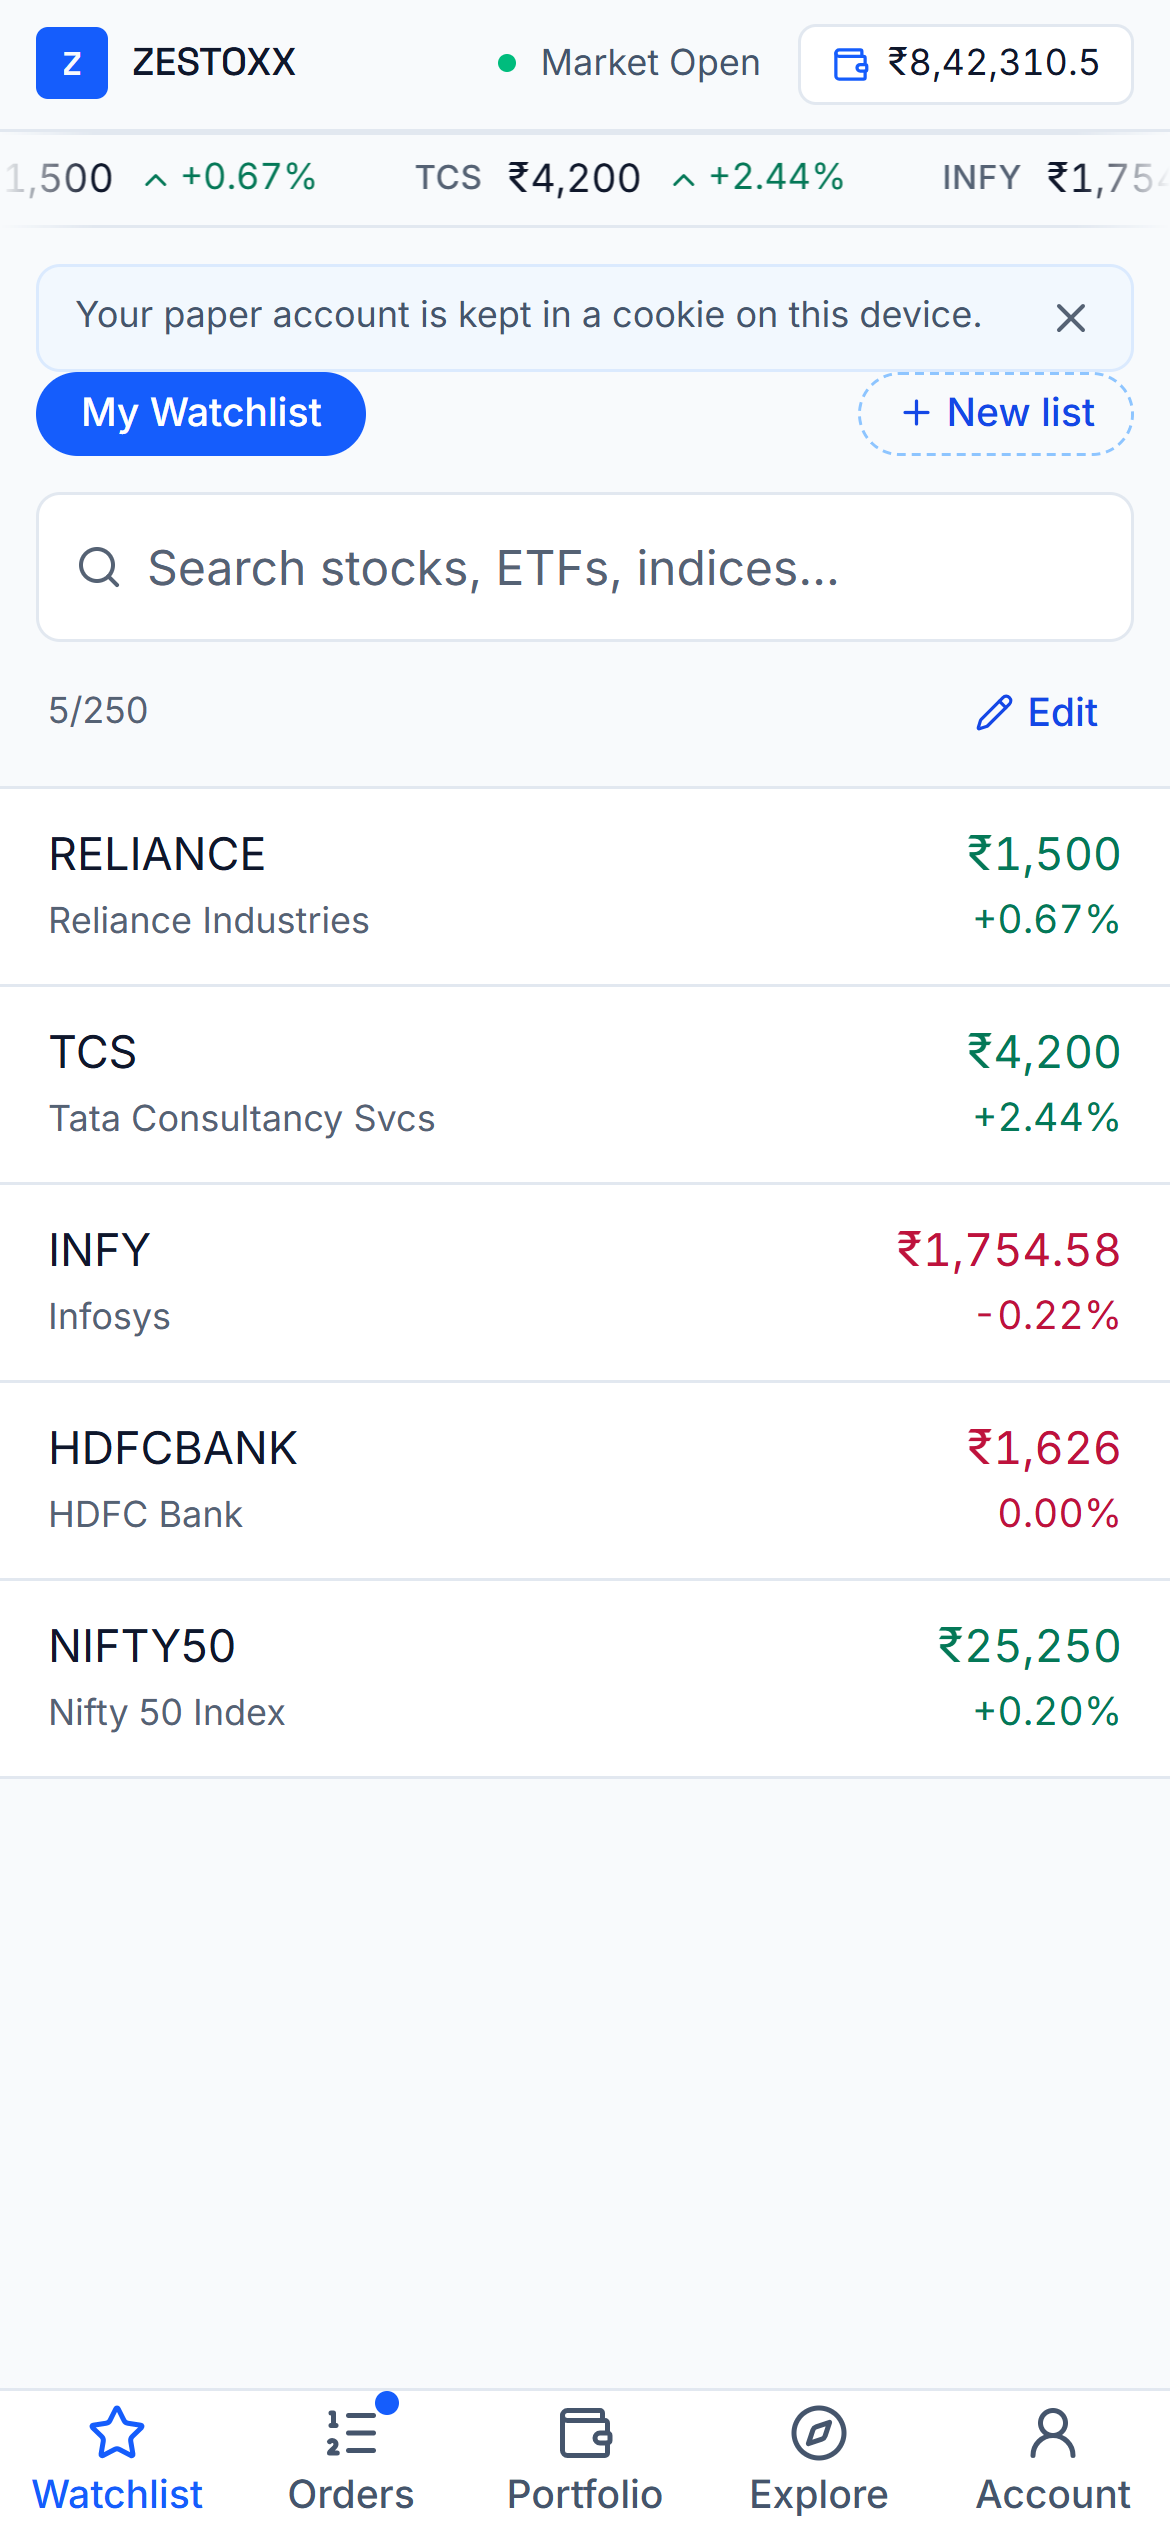 Z ZESTOXX Market Open ₹8,42,310.5
1,500 +0.67% TCS ₹4,200 +2.44% INFY ₹1,754
Your paper account is kept in a cookie on this device.
My Watchlist + New list
Search stocks, ETFs, indices...
5/250 Edit
RELIANCE ₹1,500
Reliance Industries +0.67%
TCS ₹4,200
Tata Consultancy Svcs +2.44%
INFY ₹1,754.58
Infosys -0.22%
HDFCBANK ₹1,626
HDFC Bank 0.00%
NIFTY50 ₹25,250
Nifty 50 Index +0.20%
Watchlist Orders Portfolio Explore Account